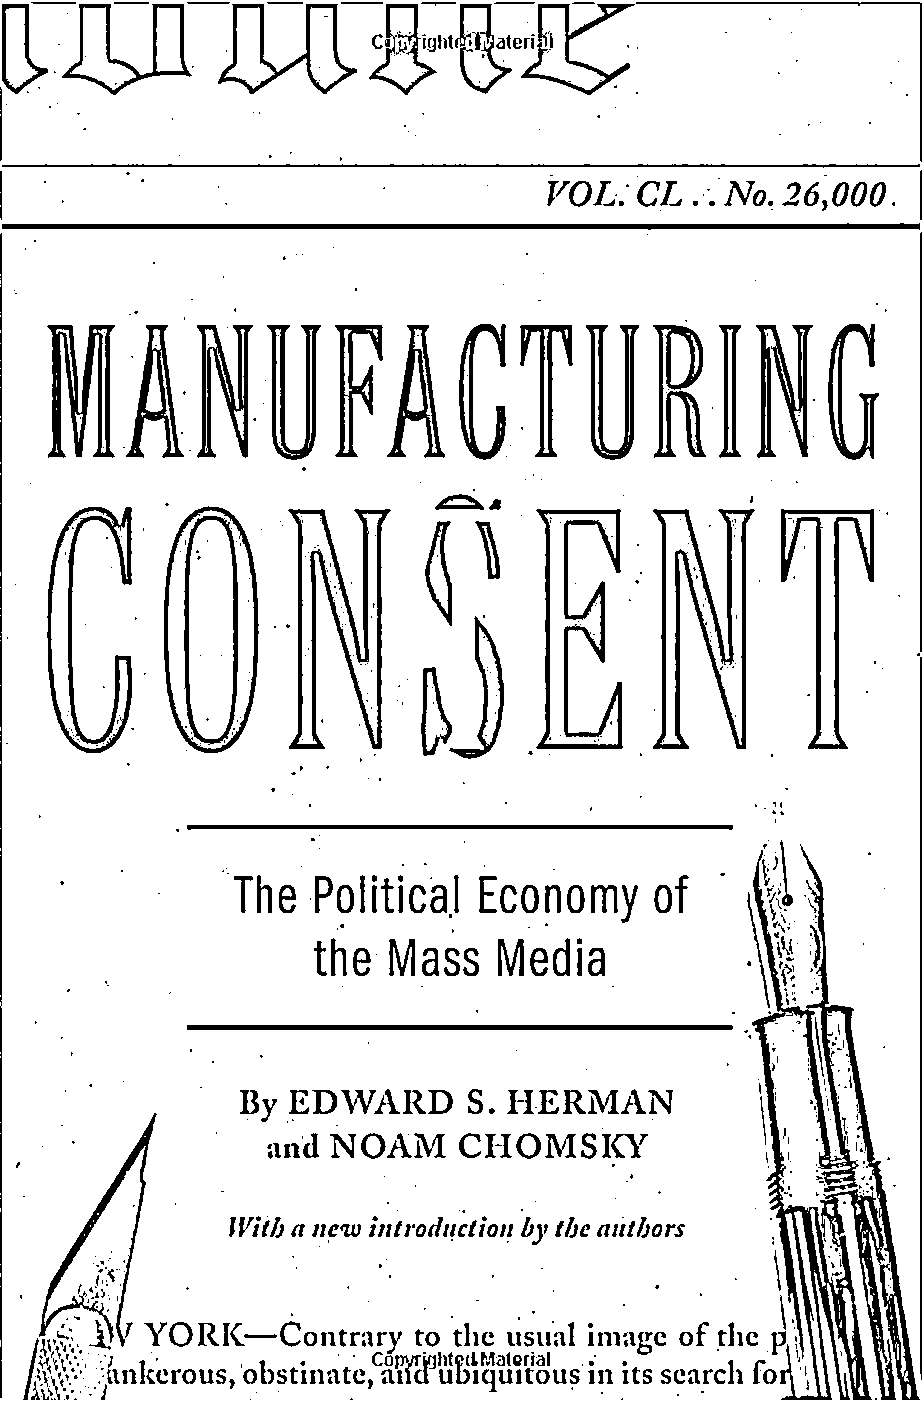 Copyrighted Material
VOL. CL . . No. 26,000.
MANUFACTURING
CONSENT
The Political Economy of
the Mass Media
By EDWARD S. HERMAN
and NOAM CHOMSKY
With a new introduction by the authors
W YORK—Contrary to the usual image of the p
ankerous, obstinate, and ubiquitous in its search for
Copyrighted Material